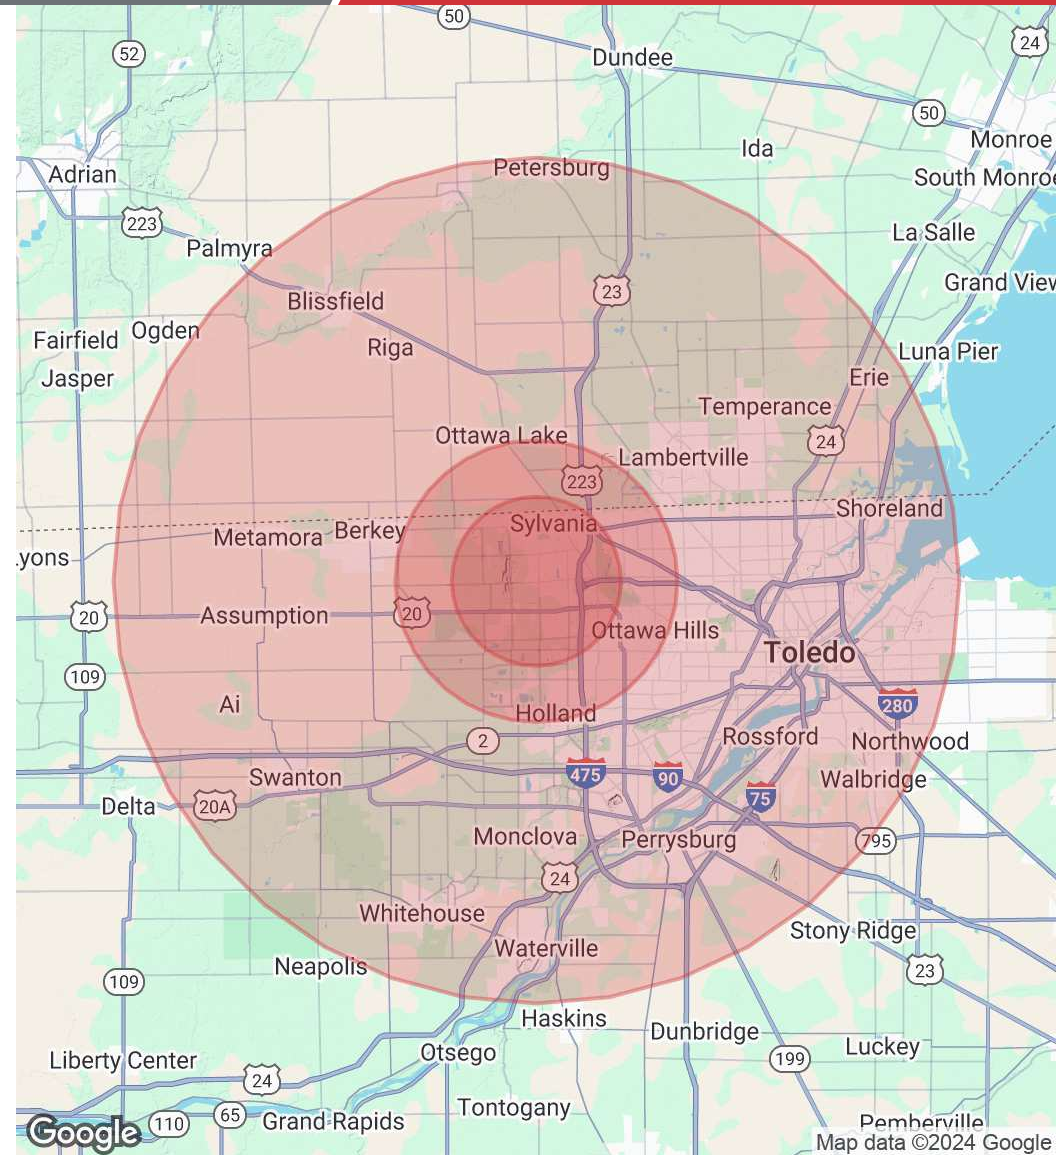 50
24
52
Dundee
50
Monroe
Ida
Adrian
Petersburg
South Monroe
223
Palmyra
La Salle
Grand View
23
Blissfield
Ogden
Fairfield
Riga
Luna Pier
Jasper
Erie
Temperance
Ottawa Lake
24
Lambertville
223
Shoreland
Sylvania
Berkey
Metamora
Lyons
20
Assumption
20
Ottawa Hills
Toledo
109
Ai
280
Holland
2
Rossford
Northwood
475
90
Swanton
Walbridge
75
20A
Delta
Monclova
Perrysburg
795
24
Whitehouse
Stony Ridge
Waterville
Neapolis
23
109
Haskins
Dunbridge
Luckey
Otsego
199
Liberty Center
24
Tontogany
65
Grand Rapids
110
Pemberville
Google
Map data ©2024 Google